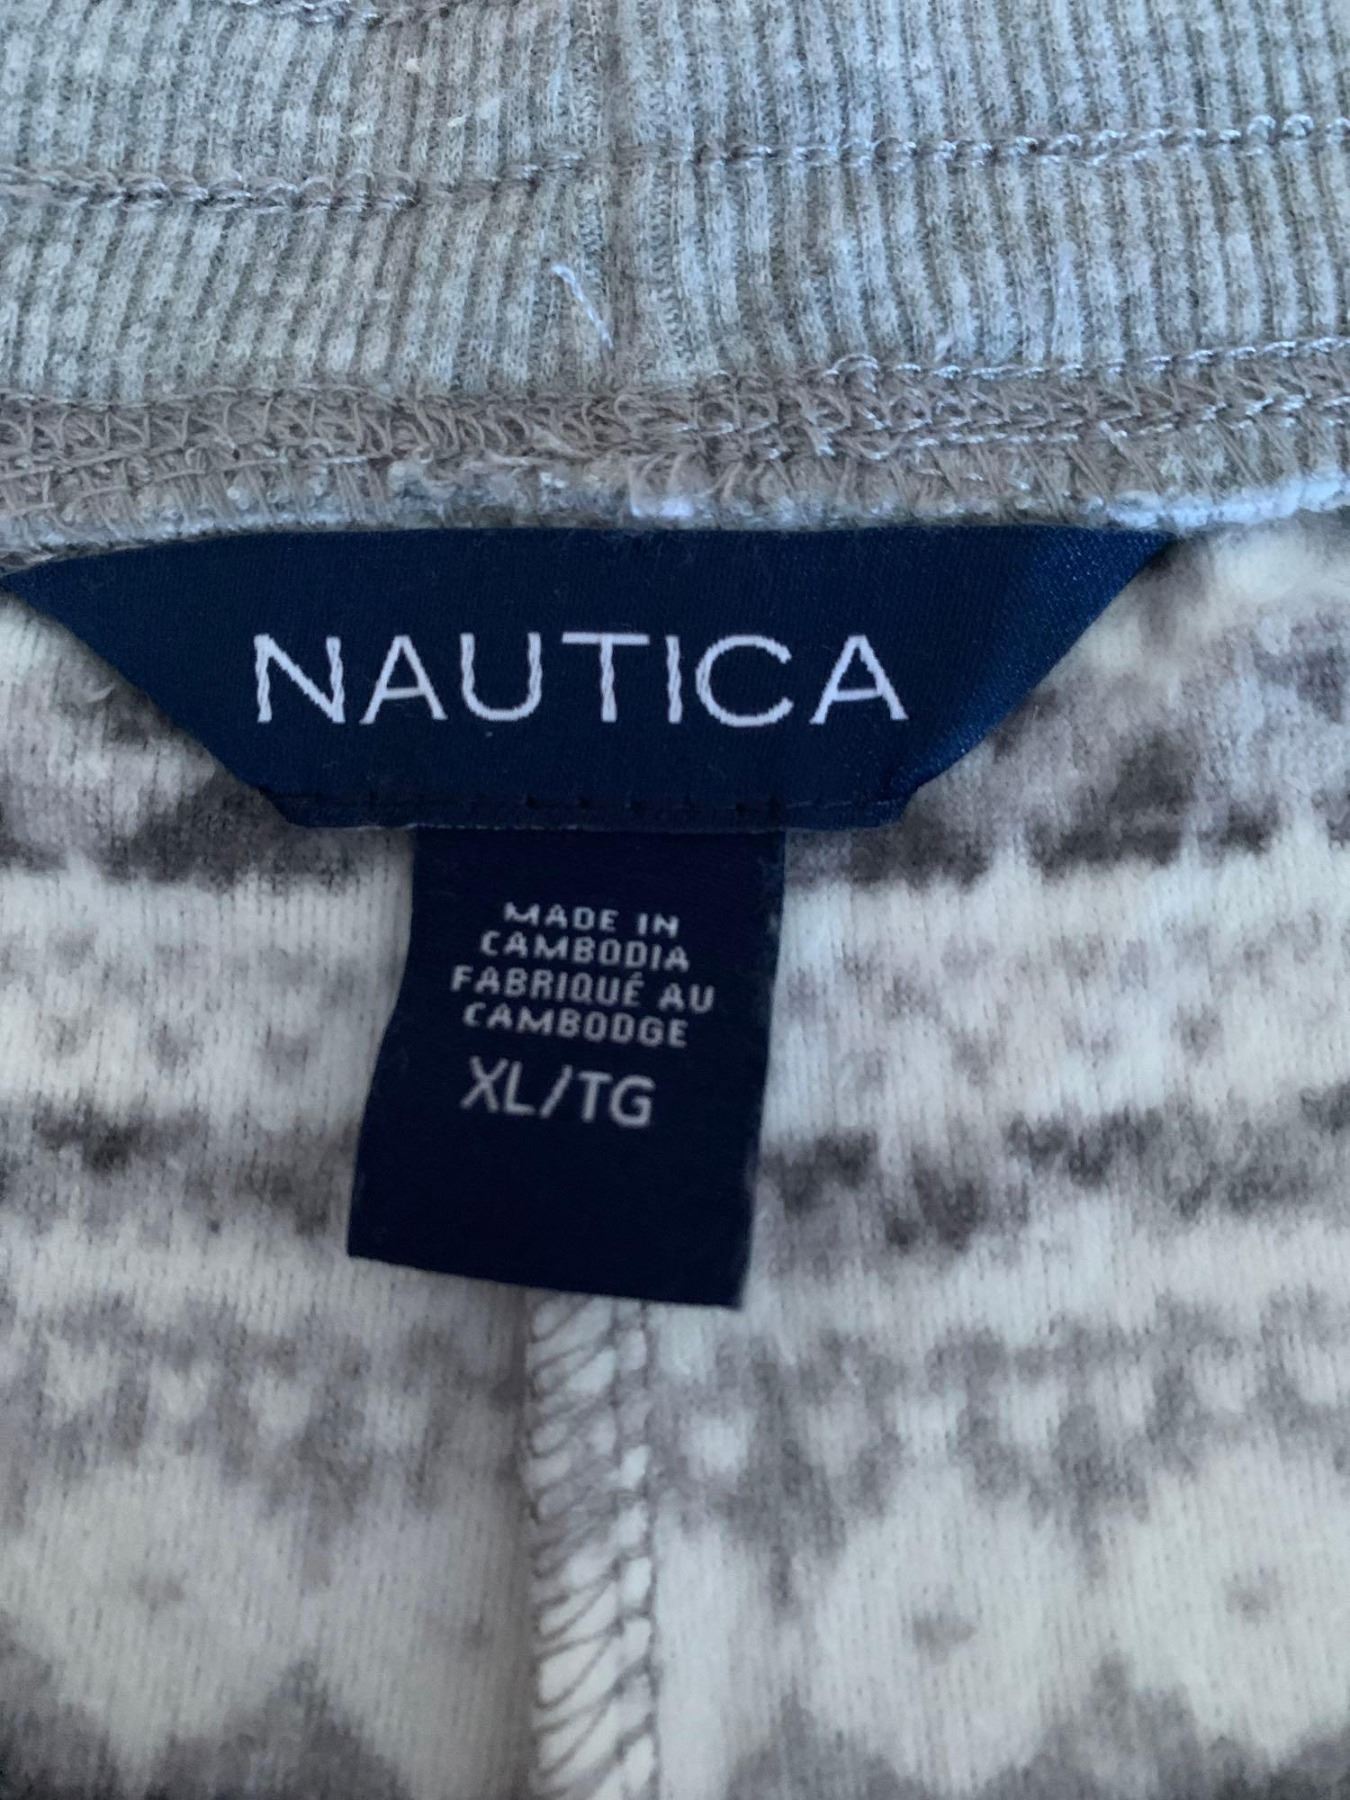 NAUTICA
MADE IN
CAMBODIA
FABRIQUÉ AU
CAMBODGE
XL/TG